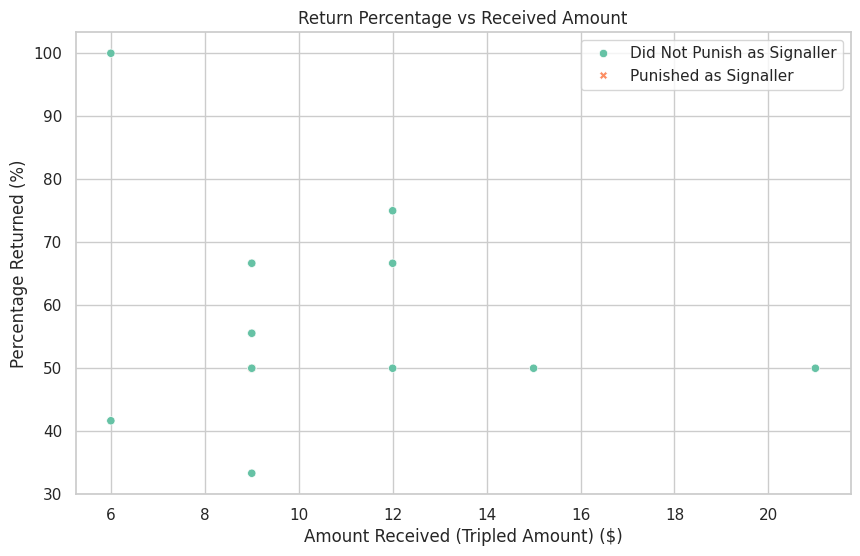 Return Percentage vs Received Amount
Did Not Punish as Signaller
Punished as Signaller
Percentage Returned (%)
100
90
80
70
60
50
40
30
6 8 10 12 14 16 18 20
Amount Received (Tripled Amount) ($)